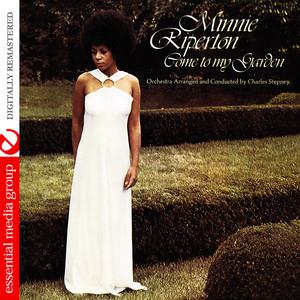 Minnie
Riperton
Come to my Garden
Orchestra Arranged and Conducted by Charles Stepney.
DIGITALLY REMASTERED
essential media group